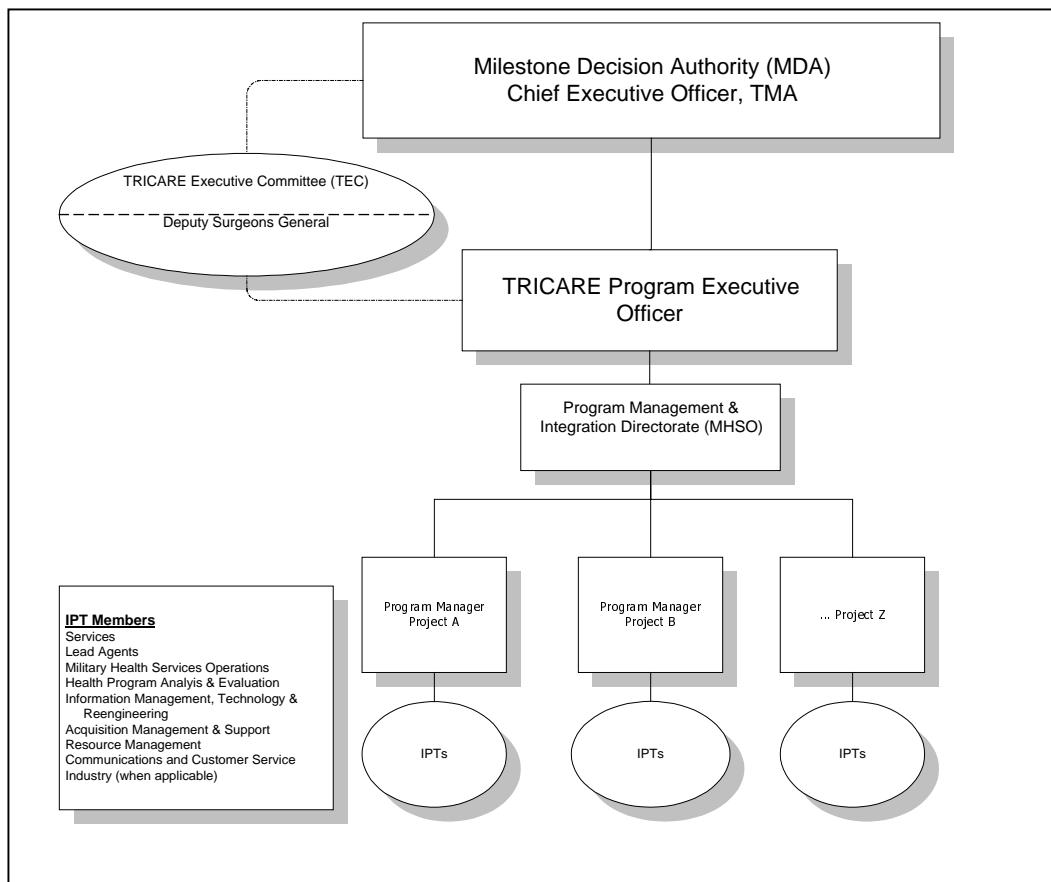 Milestone Decision Authority (MDA)
Chief Executive Officer, TMA
TRICARE Executive Committee (TEC)
Deputy Surgeons General
TRICARE Program Executive
Officer
Program Management &
Integration Directorate (MHSO)
Program Manager
Project A
Program Manager
Project B
... Project Z
IPT Members
Services
Lead Agents
Military Health Services Operations
Health Program Analyis & Evaluation
Information Management, Technology &
Reengineering
Acquisition Management & Support
Resource Management
Communications and Customer Service
Industry (when applicable)
IPTs
IPTs
IPTs